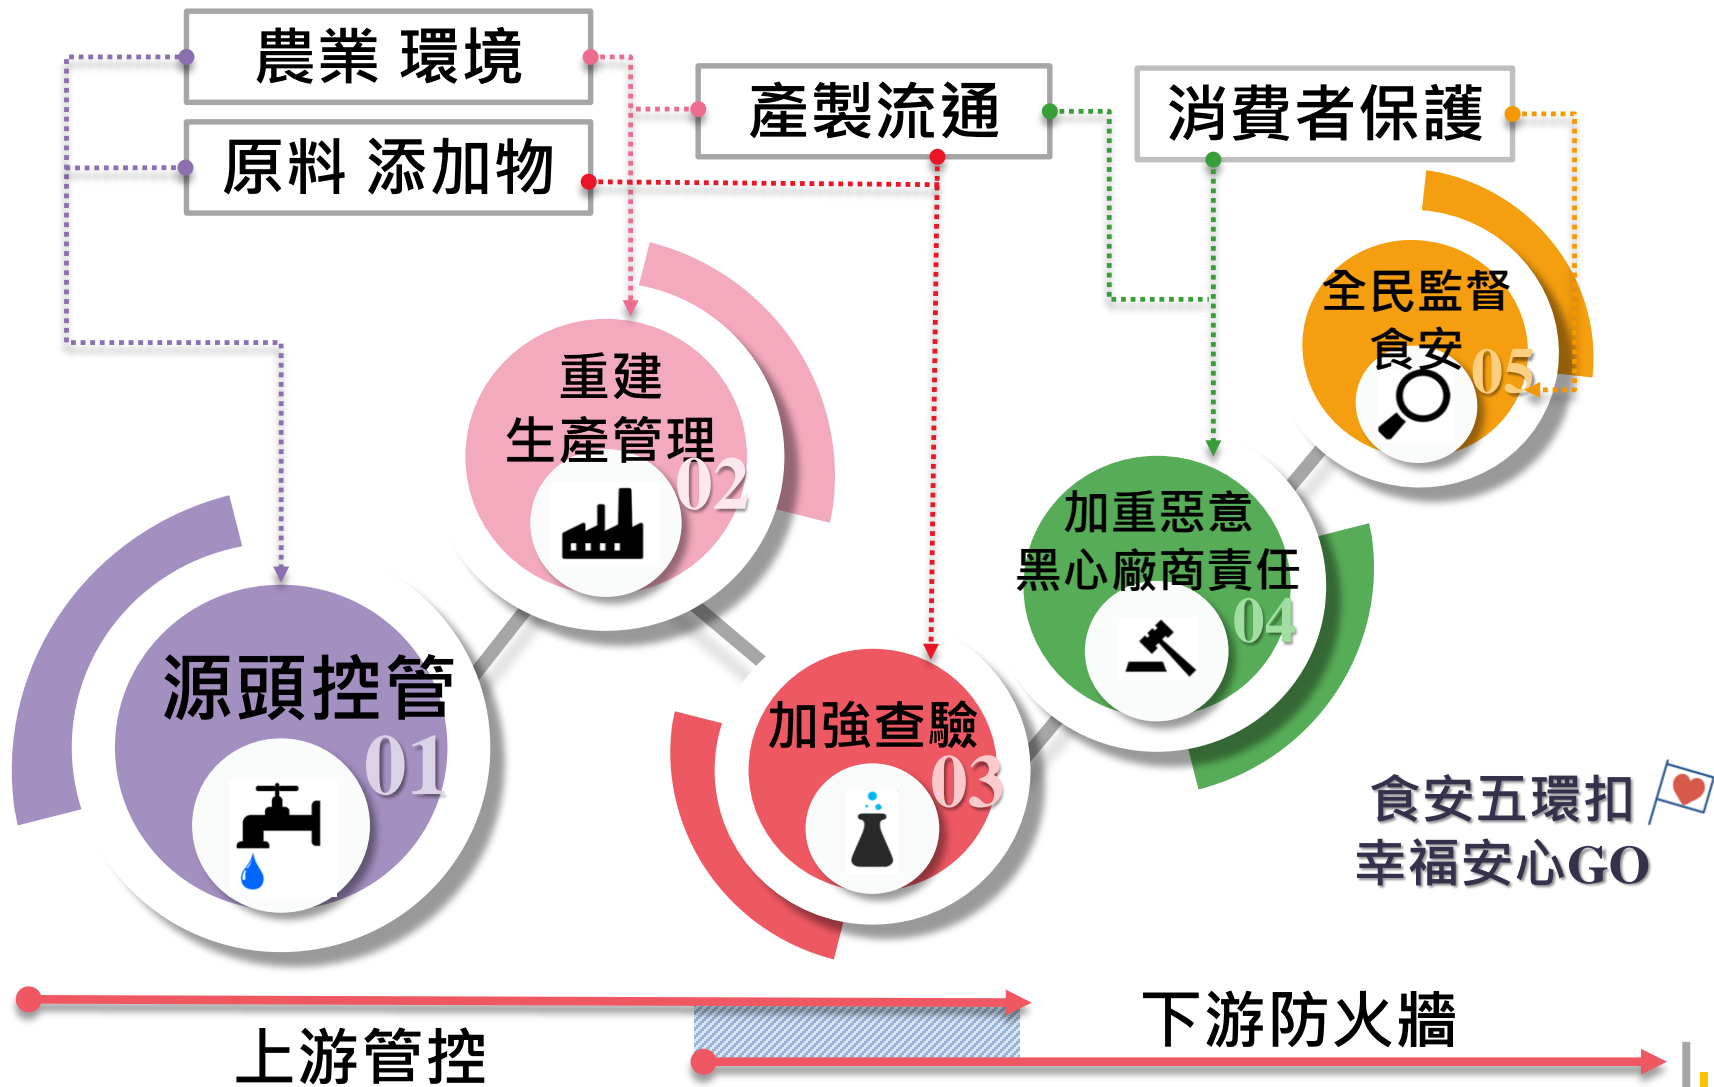 農業 環境
原料 添加物
產製流通
消費者保護
全民監督
食安
05
重建
生產管理
02
加重惡意
黑心廠商責任
04
源頭控管
01
加強查驗
03
食安五環扣
幸福安心GO
上游管控
下游防火牆